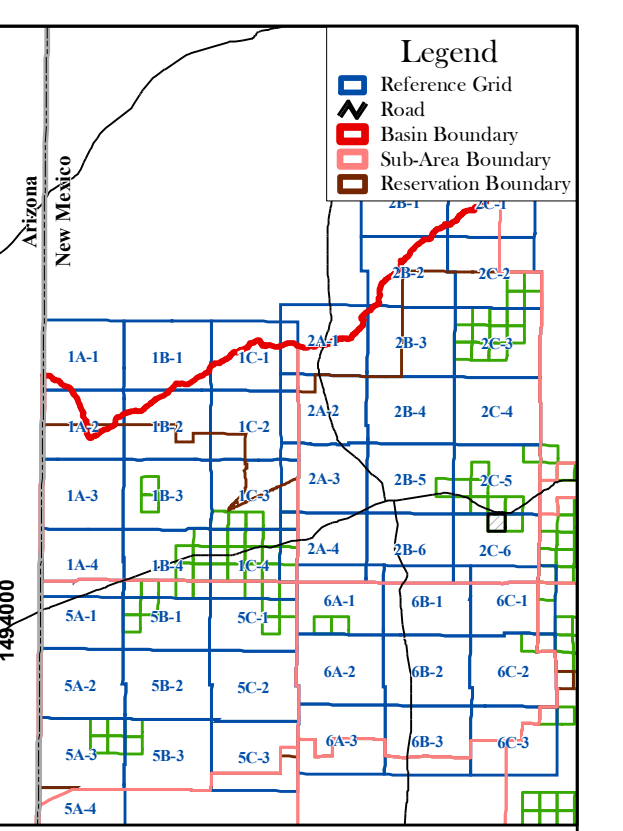 Legend
Reference Grid
Road
Basin Boundary
Sub-Area Boundary
Reservation Boundary
Arizona
New Mexico
2B-1 2C-1
2B-2 2C-2
2A-1 2B-3 2C-3
1A-1 1B-1 1C-1
2A-2 2B-4 2C-4
1A-2 1B-2 1C-2
2A-3 2B-5 2C-5
1A-3 1B-3 1C-3
2A-4 2B-6 2C-6
1A-4 1B-4 1C-4
6A-1 6B-1 6C-1
5A-1 5B-1 5C-1
6A-2 6B-2 6C-2
5A-2 5B-2 5C-2
6A-3 6B-3 6C-3
5A-3 5B-3 5C-3
5A-4
1494000